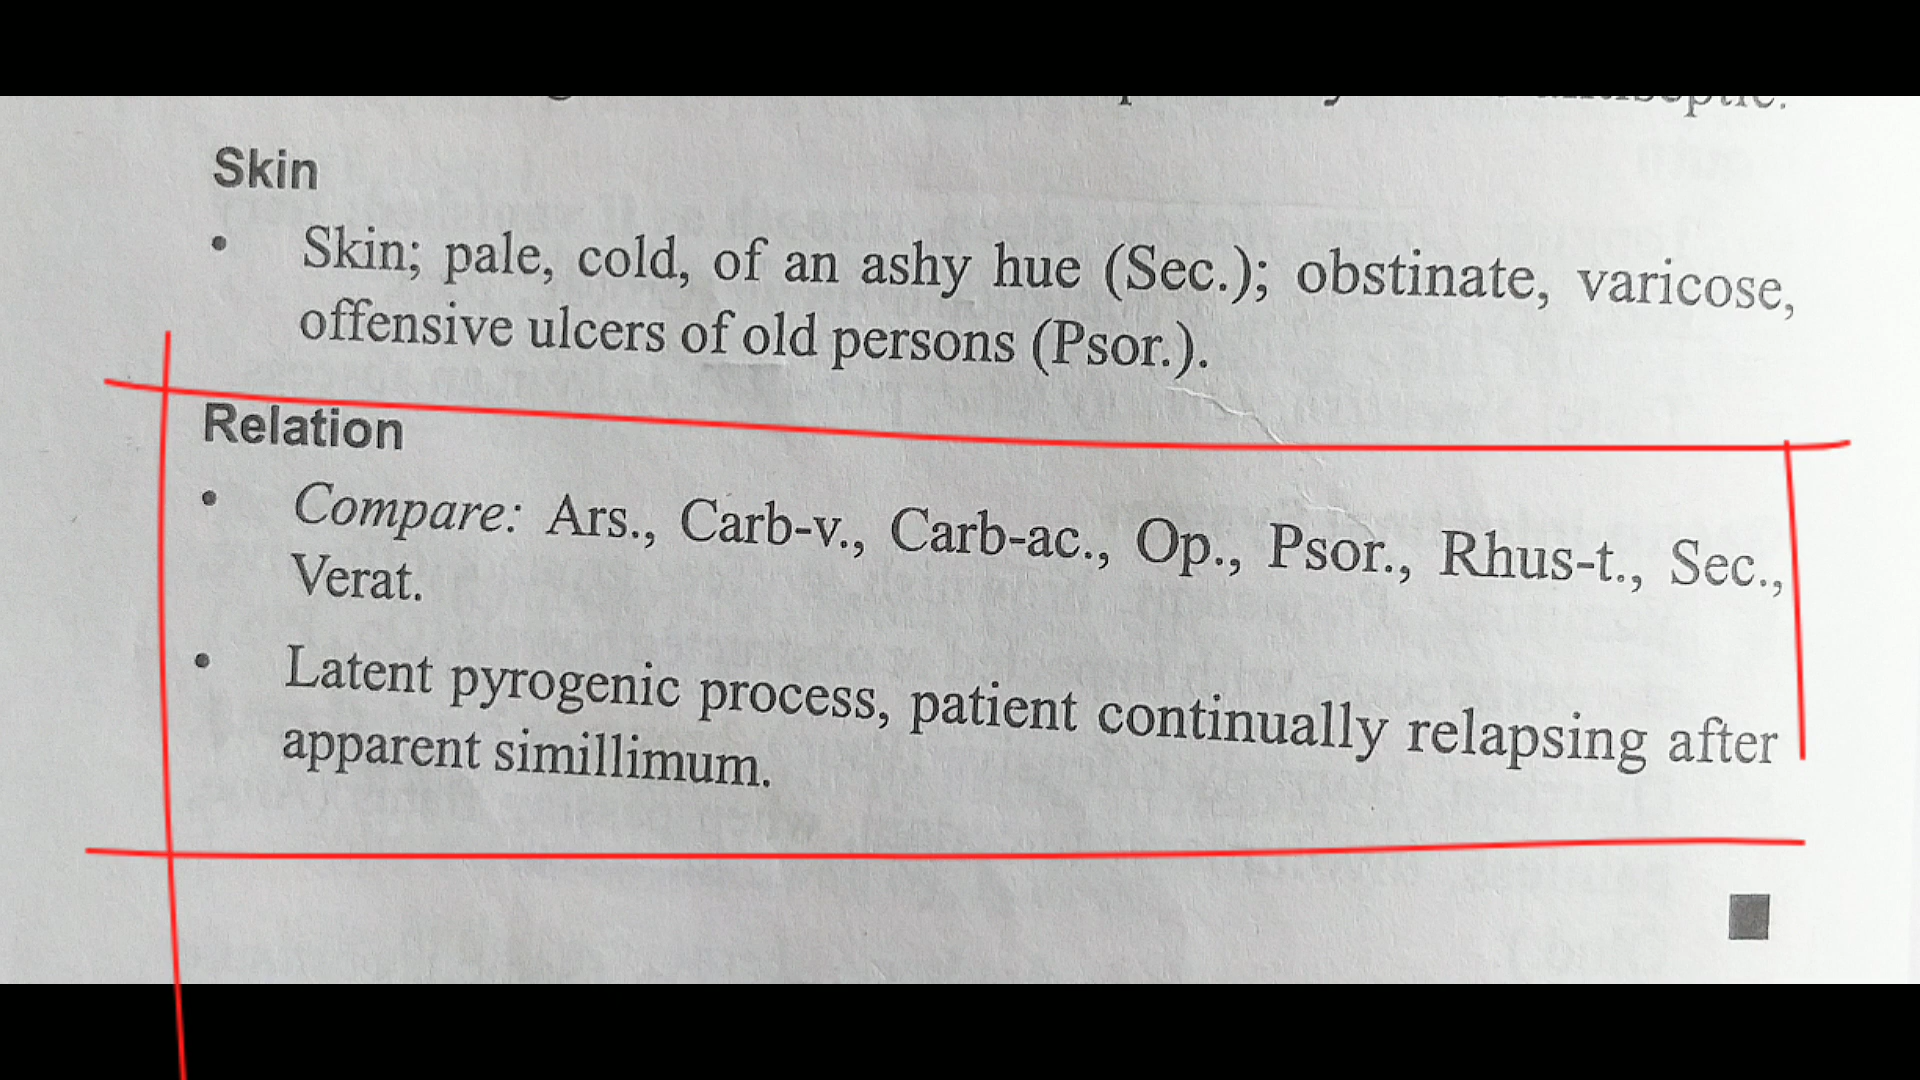 antiseptic.
Skin
• Skin; pale, cold, of an ashy hue (Sec.); obstinate, varicose,
offensive ulcers of old persons (Psor.).
Relation
• Compare: Ars., Carb-v., Carb-ac., Op., Psor., Rhus-t., Sec.,
Verat.
• Latent pyrogenic process, patient continually relapsing after
apparent simillimum.